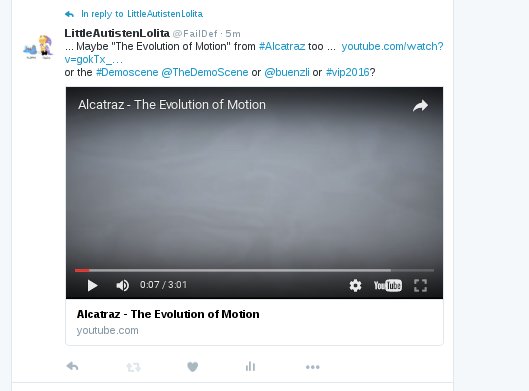 In reply to LittleAutistenLolita
LittleAutistenLolita @FailDef · 5m
... Maybe "The Evolution of Motion" from #Alcatraz too ... youtube.com/watch?
v=gokTx_…
or the #Demoscene @TheDemoScene or @buenzli or #vip2016?
Alcatraz - The Evolution of Motion
0:07 / 3:01
YouTube
Alcatraz - The Evolution of Motion
youtube.com